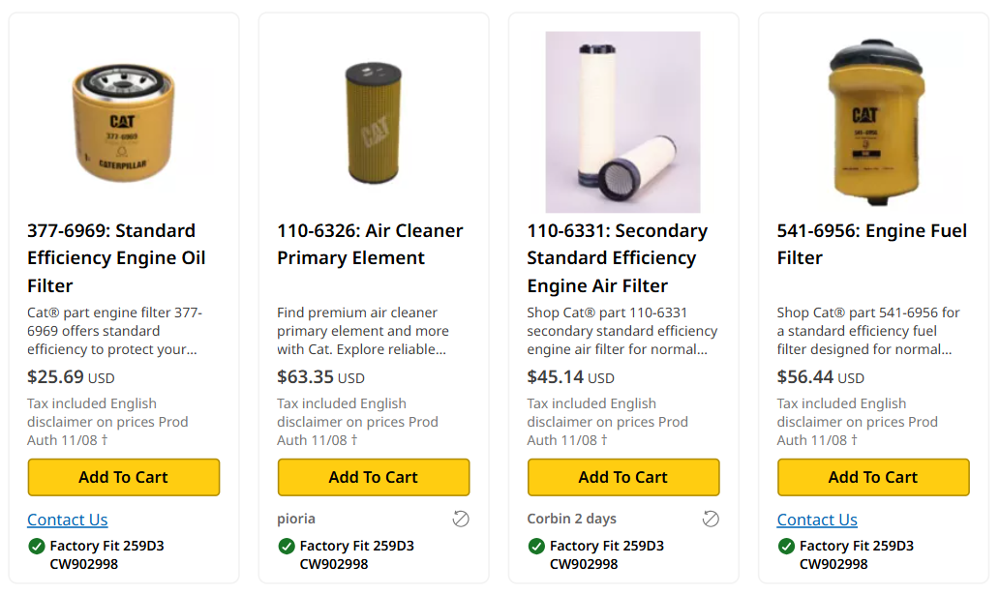 CAT
377-6969
CATERPILLAR
377-6969: Standard
Efficiency Engine Oil
Filter
Cat® part engine filter 377-
6969 offers standard
efficiency to protect your...
$25.69 USD
Tax included English
disclaimer on prices Prod
Auth 11/08 †
Add To Cart
Contact Us
Factory Fit 259D3
CW902998
CAT
110-6326: Air Cleaner
Primary Element
Find premium air cleaner
primary element and more
with Cat. Explore reliable...
$63.35 USD
Tax included English
disclaimer on prices Prod
Auth 11/08 †
Add To Cart
pioria
Factory Fit 259D3
CW902998
110-6331: Secondary
Standard Efficiency
Engine Air Filter
Shop Cat® part 110-6331
secondary standard efficiency
engine air filter for normal...
$45.14 USD
Tax included English
disclaimer on prices Prod
Auth 11/08 †
Add To Cart
Corbin 2 days
Factory Fit 259D3
CW902998
CAT
541-6956
541-6956: Engine Fuel
Filter
Shop Cat® part 541-6956 for
a standard efficiency fuel
filter designed for normal...
$56.44 USD
Tax included English
disclaimer on prices Prod
Auth 11/08 †
Add To Cart
Contact Us
Factory Fit 259D3
CW902998